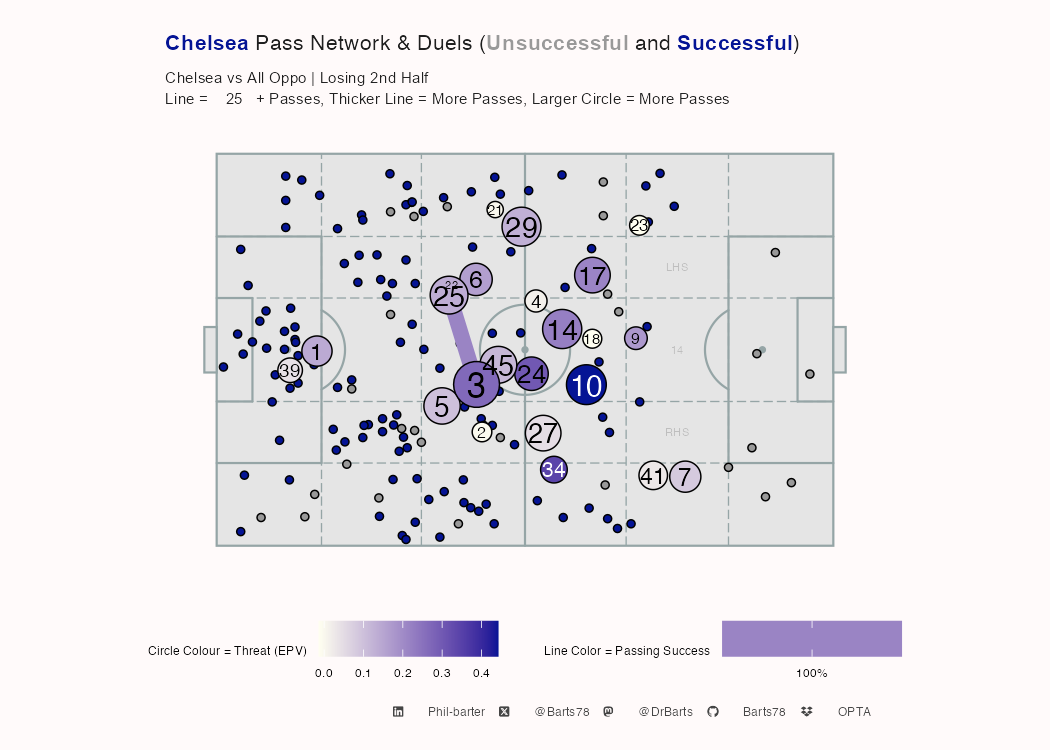 Chelsea Pass Network & Duels (Unsuccessful and Successful)
Chelsea vs All Oppo | Losing 2nd Half
Line = 25 + Passes, Thicker Line = More Passes, Larger Circle = More Passes
21
29
23
LHS
6
17
22
25
4
14
18
9
14
1
45
39
3
24
10
5
2
27
RHS
34
41
7
Circle Colour = Threat (EPV)
0.0 0.1 0.2 0.3 0.4
Line Color = Passing Success
100%
Phil-barter @Barts78 @DrBarts Barts78 OPTA